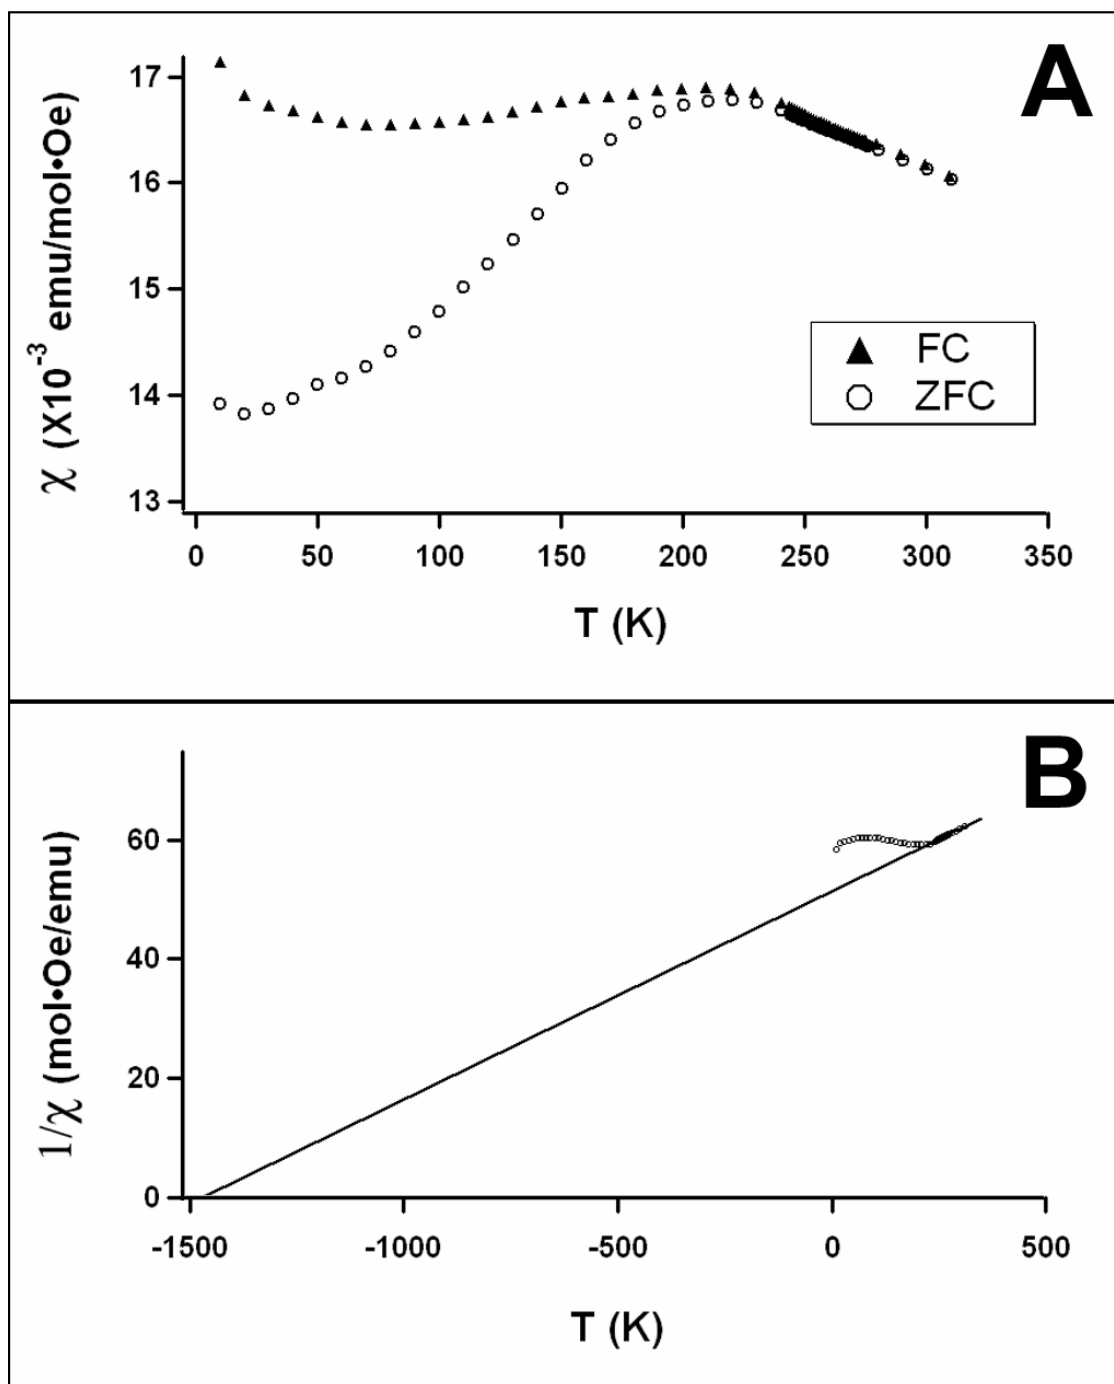 A
17
16
15
14
13
χ (X10⁻³ emu/mol•Oe)
FC
ZFC
0 50 100 150 200 250 300 350
T (K)
B
60
40
20
0
1/χ (mol•Oe/emu)
-1500 -1000 -500 0 500
T (K)